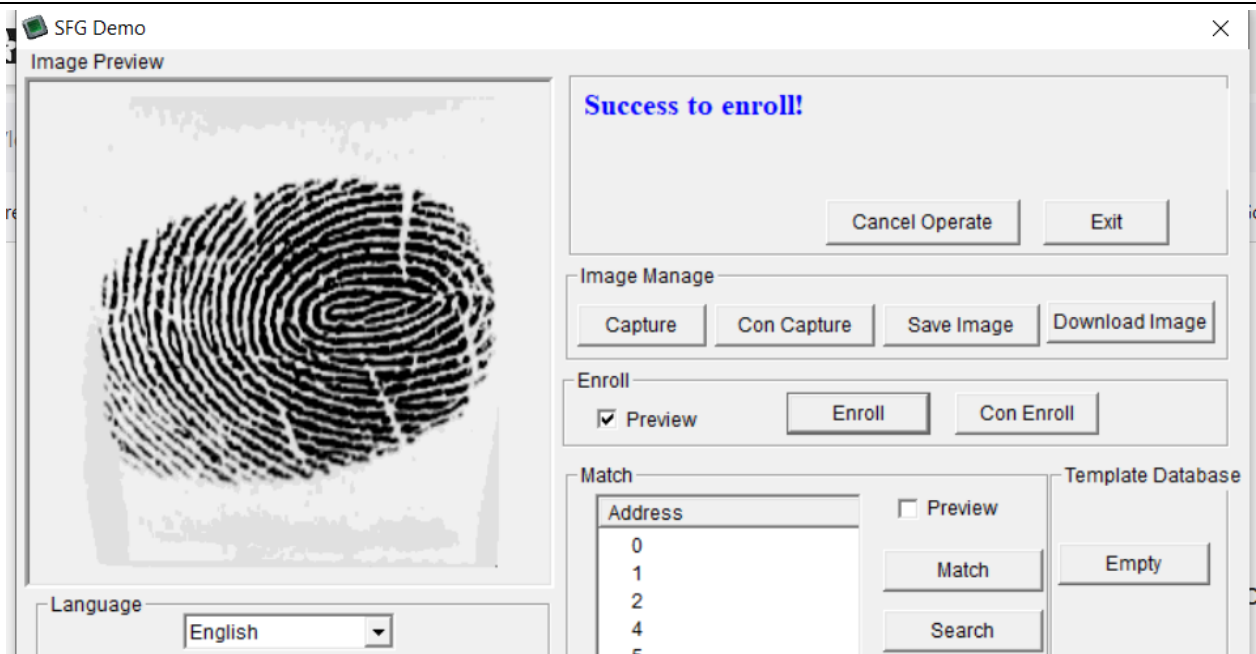 SFG Demo
Image Preview
Success to enroll!
Cancel Operate
Exit
Image Manage
Capture
Con Capture
Save Image
Download Image
Enroll
Preview
Enroll
Con Enroll
Match
Address
0
1
2
4
Preview
Match
Search
Template Database
Empty
Language
English